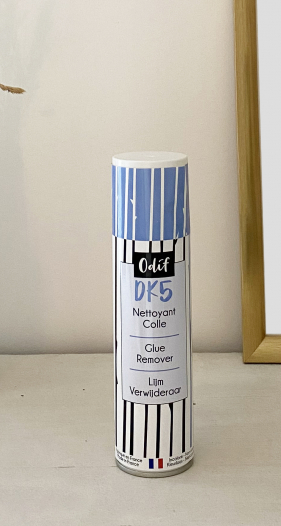 Odif
DK5
Nettoyant
Colle
Glue
Remover
Lijm
Verwijderaar